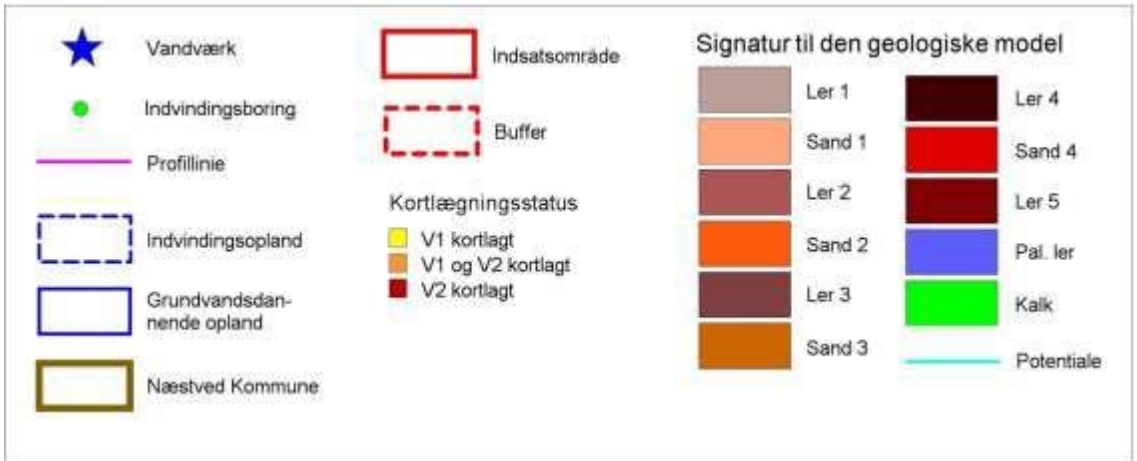 Vandværk
Indvindingsboring
Profillinie
Indvindingsopland
Grundvandsdan-
nende opland
Næstved Kommune
Indsatsområde
Buffer
Kortlægningsstatus
V1 kortlagt
V1 og V2 kortlagt
V2 kortlagt
Signatur til den geologiske model
Ler 1
Sand 1
Ler 2
Sand 2
Ler 3
Sand 3
Ler 4
Sand 4
Ler 5
Pal. ler
Kalk
Potentiale